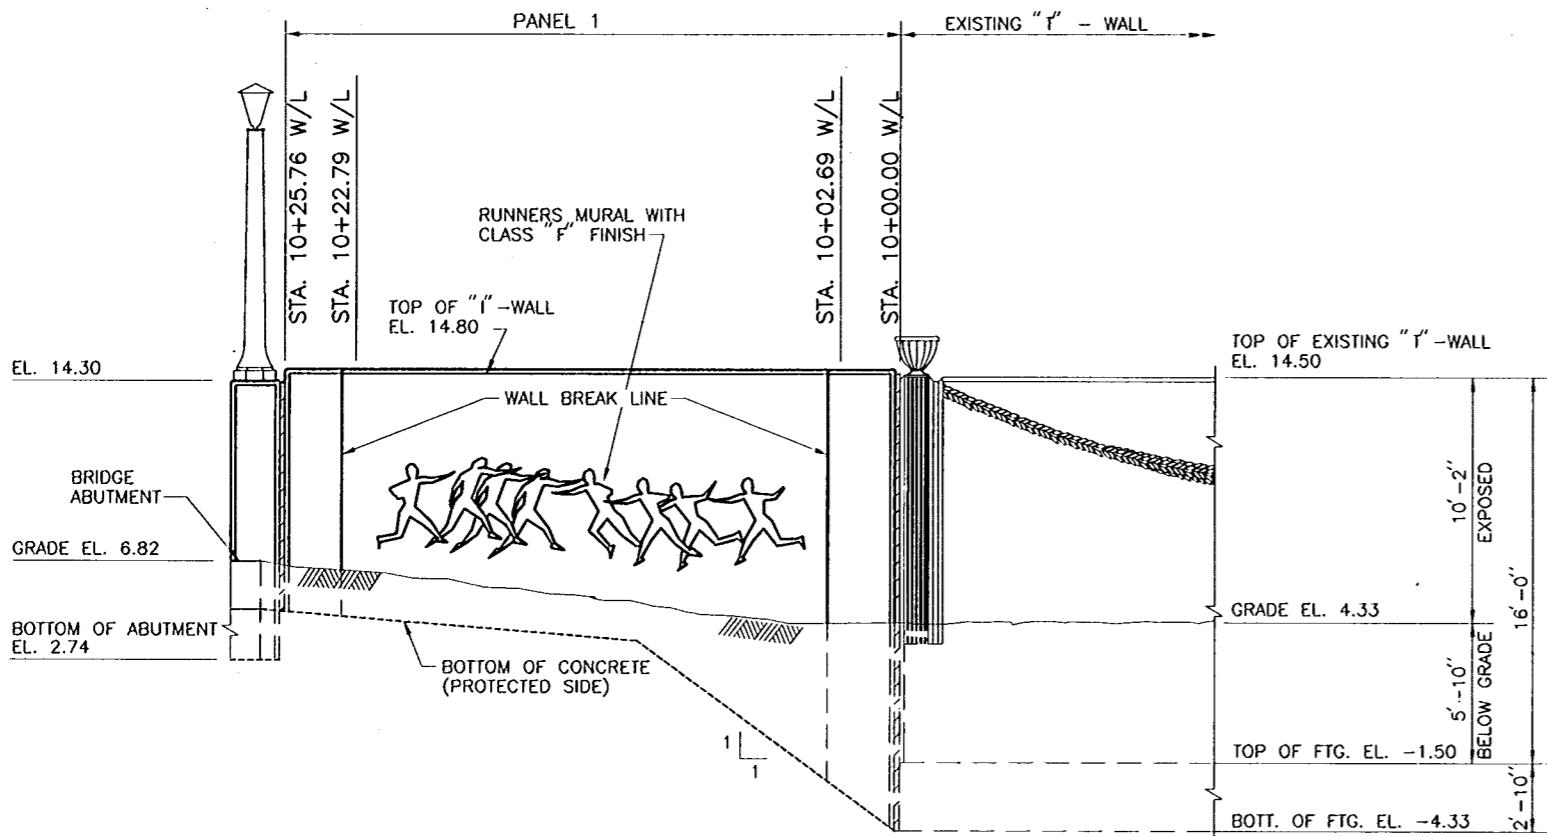 PANEL 1
EXISTING "T" - WALL
STA. 10+25.76 W/L
STA. 10+22.79 W/L
STA. 10+02.69 W/L
STA. 10+00.00 W/L
RUNNERS MURAL WITH
CLASS "F" FINISH
TOP OF "I"-WALL
EL. 14.80
TOP OF EXISTING "T"-WALL
EL. 14.50
EL. 14.30
WALL BREAK LINE
BRIDGE
ABUTMENT
GRADE EL. 6.82
BOTTOM OF ABUTMENT
EL. 2.74
BOTTOM OF CONCRETE
(PROTECTED SIDE)
1
1
10'-2"
EXPOSED
16'-0"
GRADE EL. 4.33
5'-10"
BELOW GRADE
TOP OF FTG. EL. -1.50
2'-10"
BOTT. OF FTG. EL. -4.33